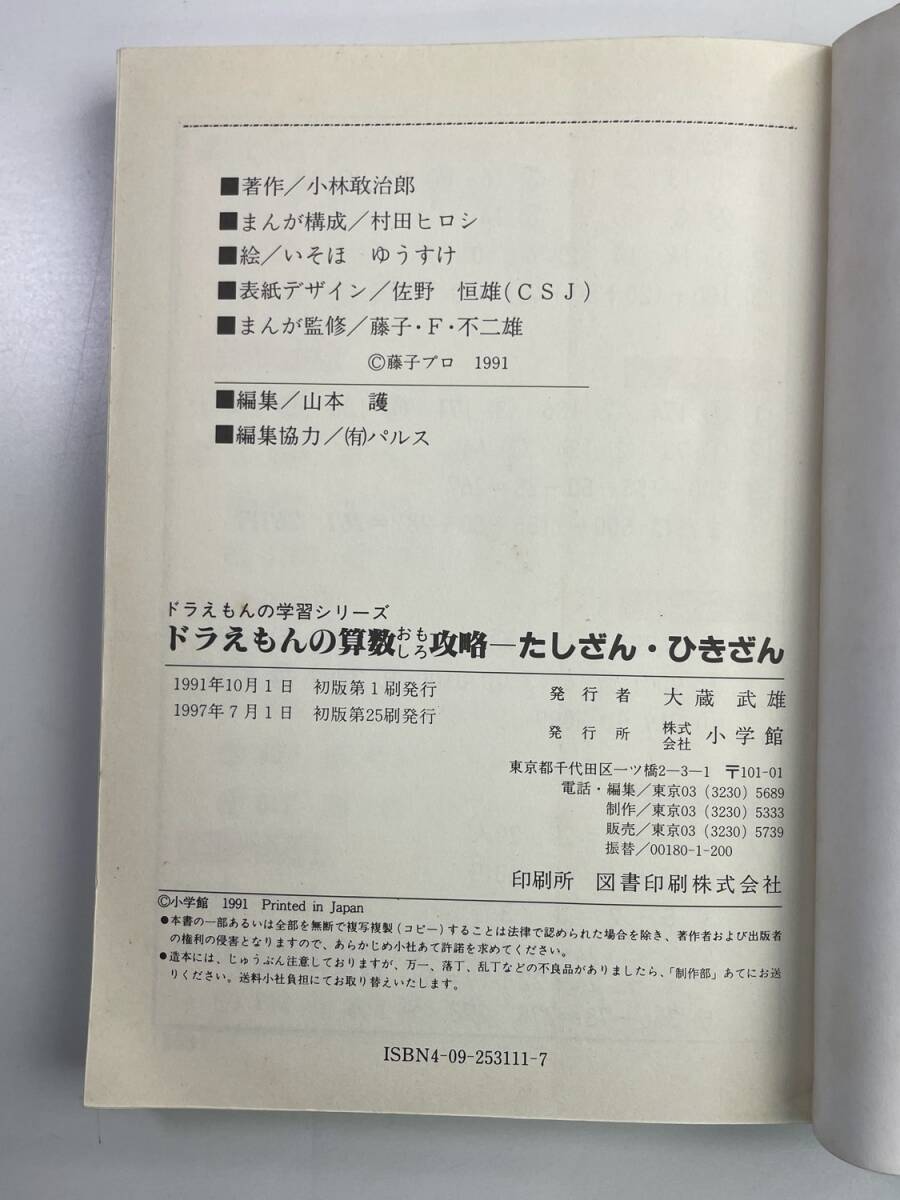 ■著作／小林敢治郎
■まんが構成／村田ヒロシ
■絵／いそほ　ゆうすけ
■表紙デザイン／佐野　恒雄（ＣＳＪ）
■まんが監修／藤子・Ｆ・不二雄
Ⓒ藤子プロ　1991
■編集／山本　護
■編集協力／㈲パルス
ドラえもんの学習シリーズ
ドラえもんの算数おもしろ攻略―たしざん・ひきざん
1991年10月１日　初版第１刷発行
1997年７月１日　初版第25刷発行
発行者　大蔵武雄
発行所　株式会社　小学館
東京都千代田区一ツ橋2―3―1　〒101-01
電話・編集／東京03（3230）5689
制作／東京03（3230）5333
販売／東京03（3230）5739
振替／00180-1-200
印刷所　図書印刷株式会社
Ⓒ小学館　1991　Printed in Japan
●本書の一部あるいは全部を無断で複写複製（コピー）することは法律で認められた場合を除き、著作者および出版者
の権利の侵害となりますので、あらかじめ小社あて許諾を求めてください。
●造本には、じゅうぶん注意しておりますが、万一、落丁、乱丁などの不良品がありましたら、「制作部」あてにお送
りください。送料小社負担にてお取り替えいたします。
ISBN4-09-253111-7